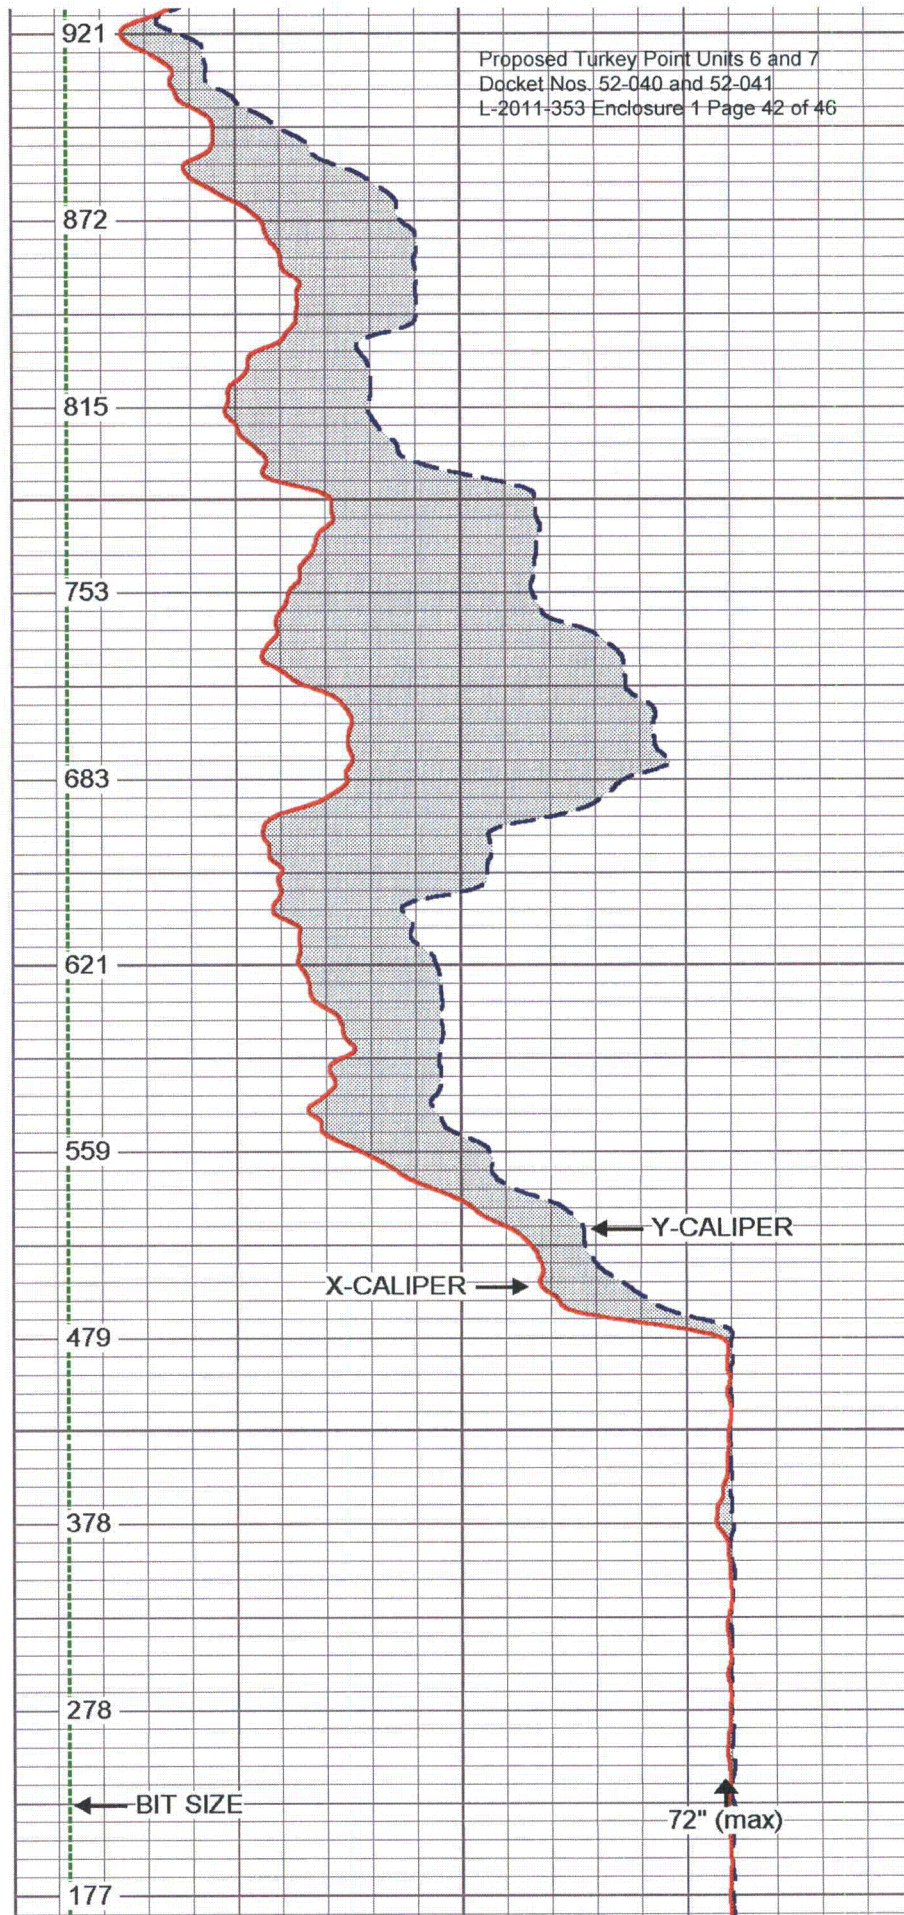 921
Proposed Turkey Point Units 6 and 7
Docket Nos. 52-040 and 52-041
L-2011-353 Enclosure 1 Page 42 of 46
872
815
753
683
621
559
Y-CALIPER
X-CALIPER
479
378
278
BIT SIZE
72" (max)
177